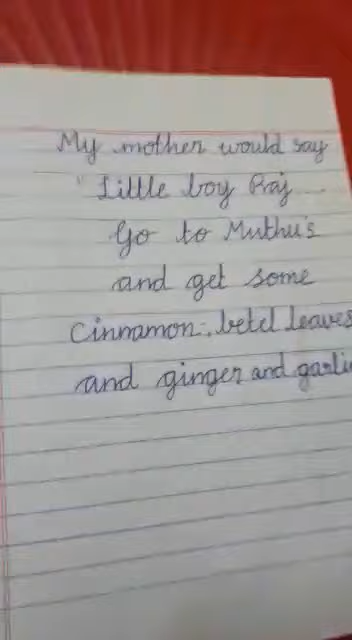 My mother would say
"Little boy Raj....
Go to Muthu's
and get some
cinnamon, betel leaves
and ginger and garlic